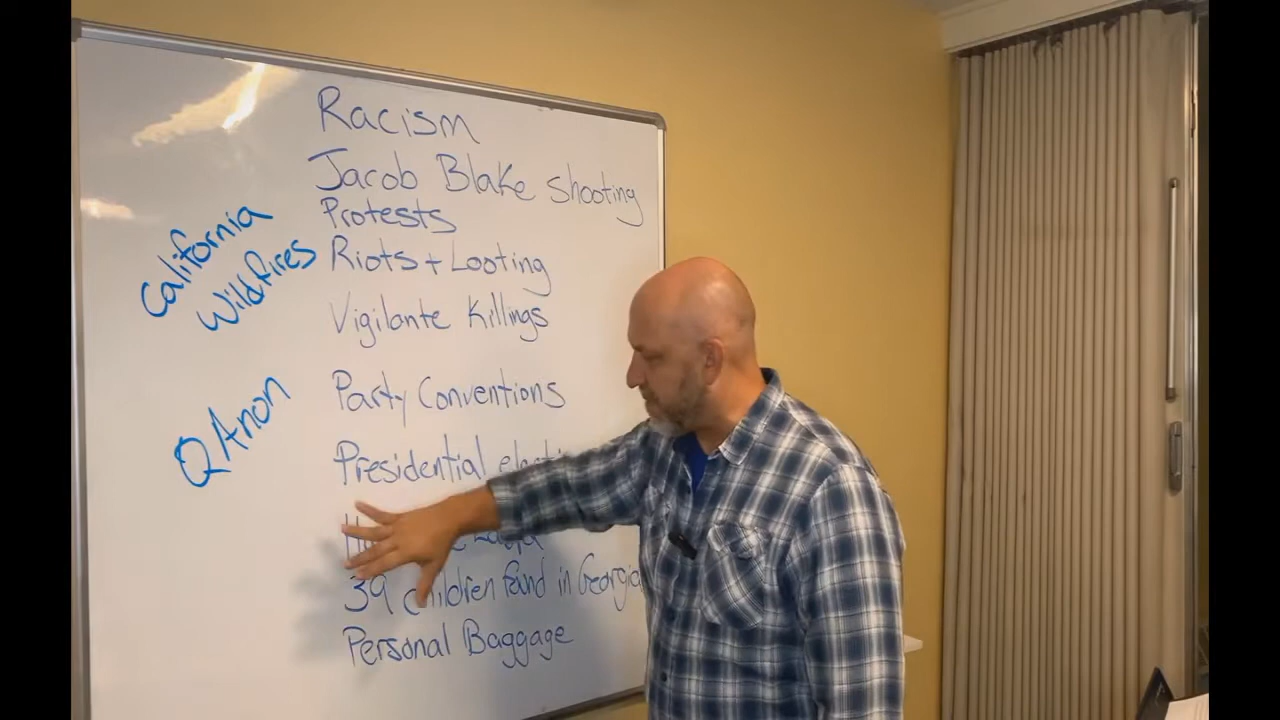 Racism
Jacob Blake shooting
Protests
Riots + Looting
Vigilante Killings
Party Conventions
Presidential
39 children found in Georgia
Personal Baggage
California
Wildfires
QAnon